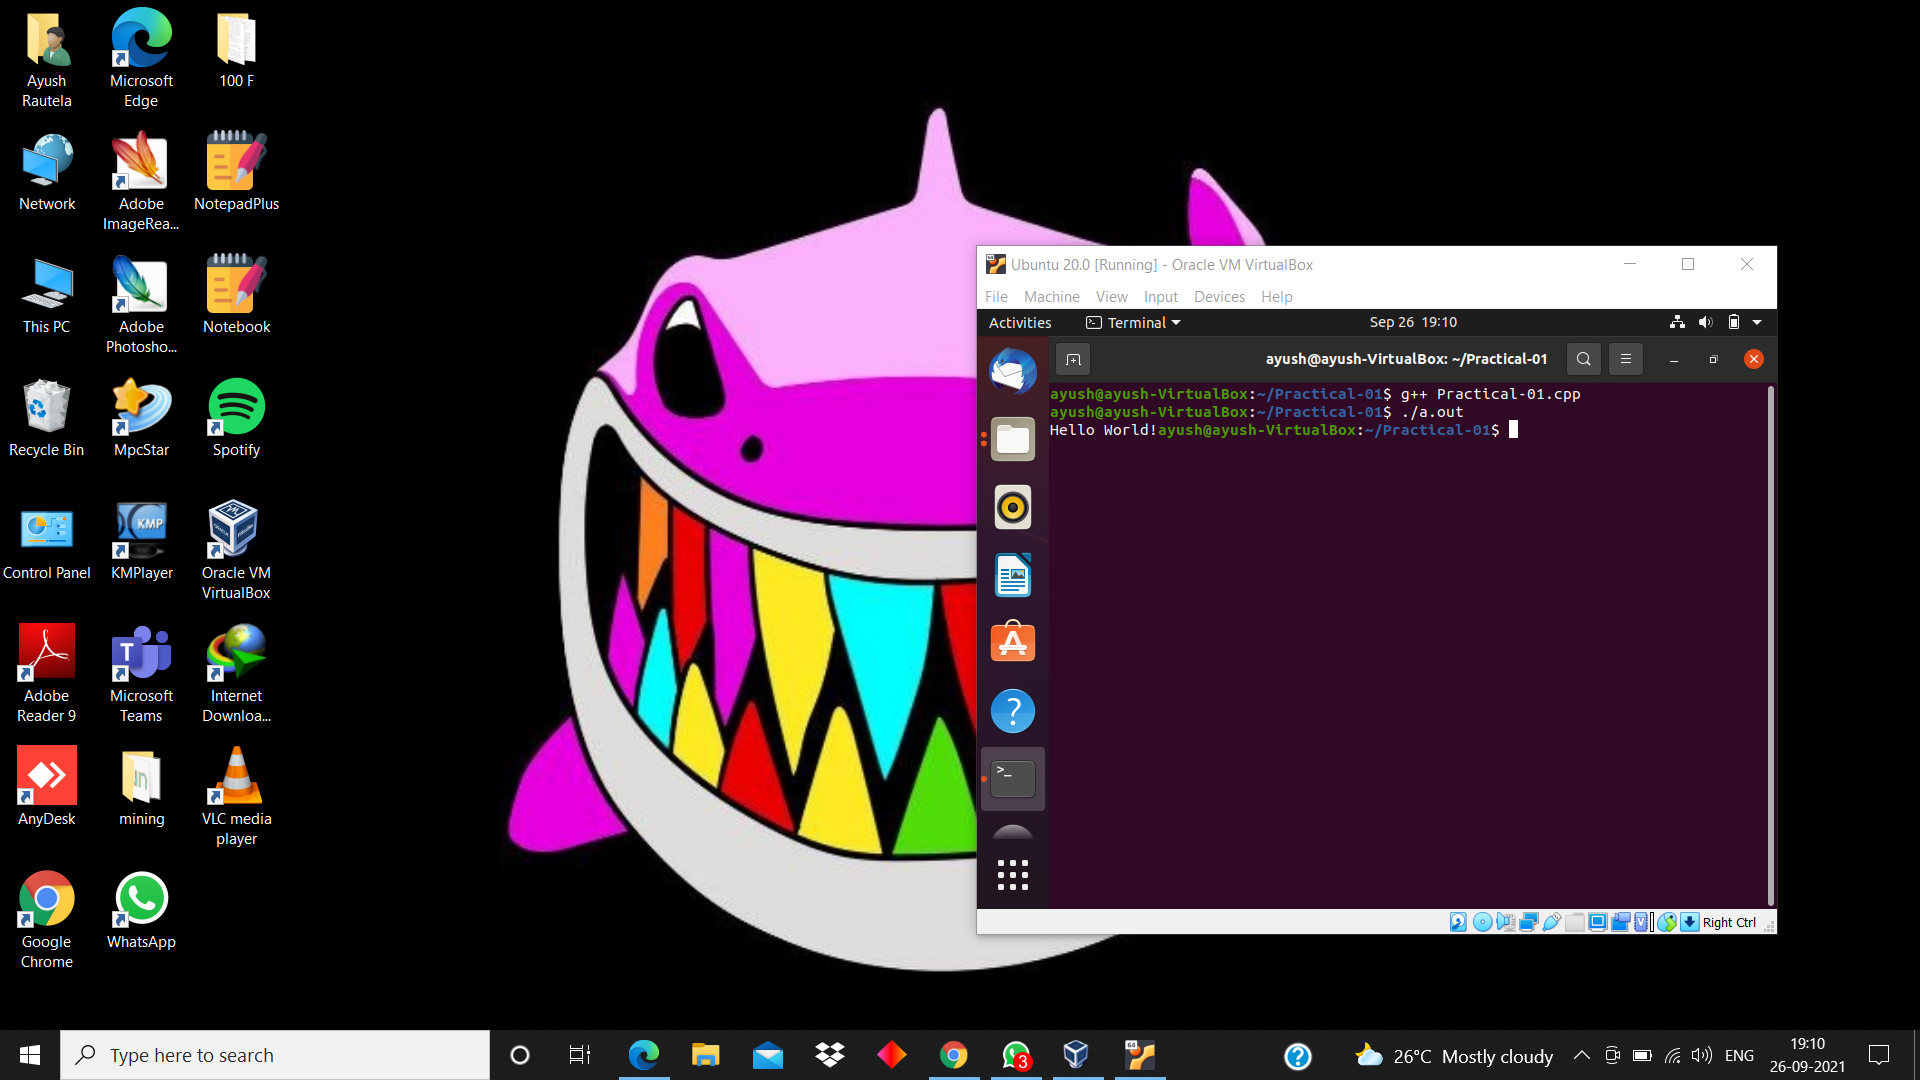 Ayush
Rautela
Microsoft
Edge
100 F
Network
Adobe
ImageRea...
NotepadPlus
This PC
Adobe
Photosho...
Notebook
Recycle Bin
MpcStar
Spotify
Control Panel
KMP
KMPlayer
Oracle VM
VirtualBox
Adobe
Reader 9
Microsoft
Teams
Internet
Downloa...
AnyDesk
mining
VLC media
player
Google
Chrome
WhatsApp
Ubuntu 20.0 [Running] - Oracle VM VirtualBox
File Machine View Input Devices Help
Activities Terminal Sep 26 19:10
ayush@ayush-VirtualBox: ~/Practical-01
ayush@ayush-VirtualBox:~/Practical-01$ g++ Practical-01.cpp
ayush@ayush-VirtualBox:~/Practical-01$ ./a.out
Hello World!ayush@ayush-VirtualBox:~/Practical-01$
Right Ctrl
Type here to search
3
64
26°C Mostly cloudy
ENG
19:10
26-09-2021